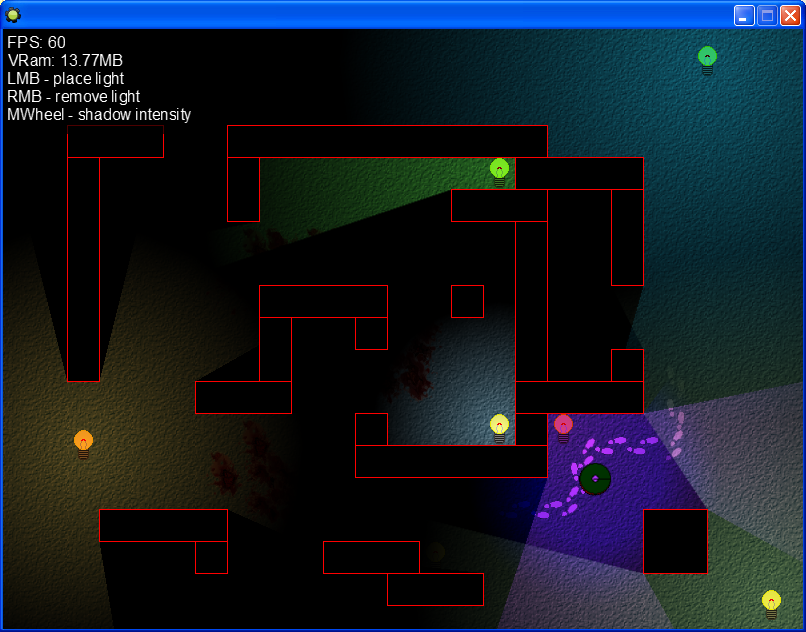 FPS: 60
VRam: 13.77MB
LMB - place light
RMB - remove light
MWheel - shadow intensity